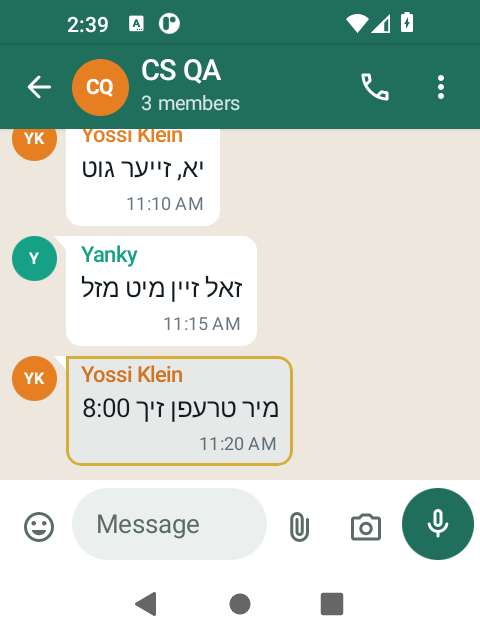 2:39 A
CQ CS QA
3 members
YK Yossi Klein
יא, זייער גוט
11:10 AM
Y Yanky
זאל זיין מיט מזל
11:15 AM
YK Yossi Klein
מיר טרעפן זיך 8:00
11:20 AM
Message